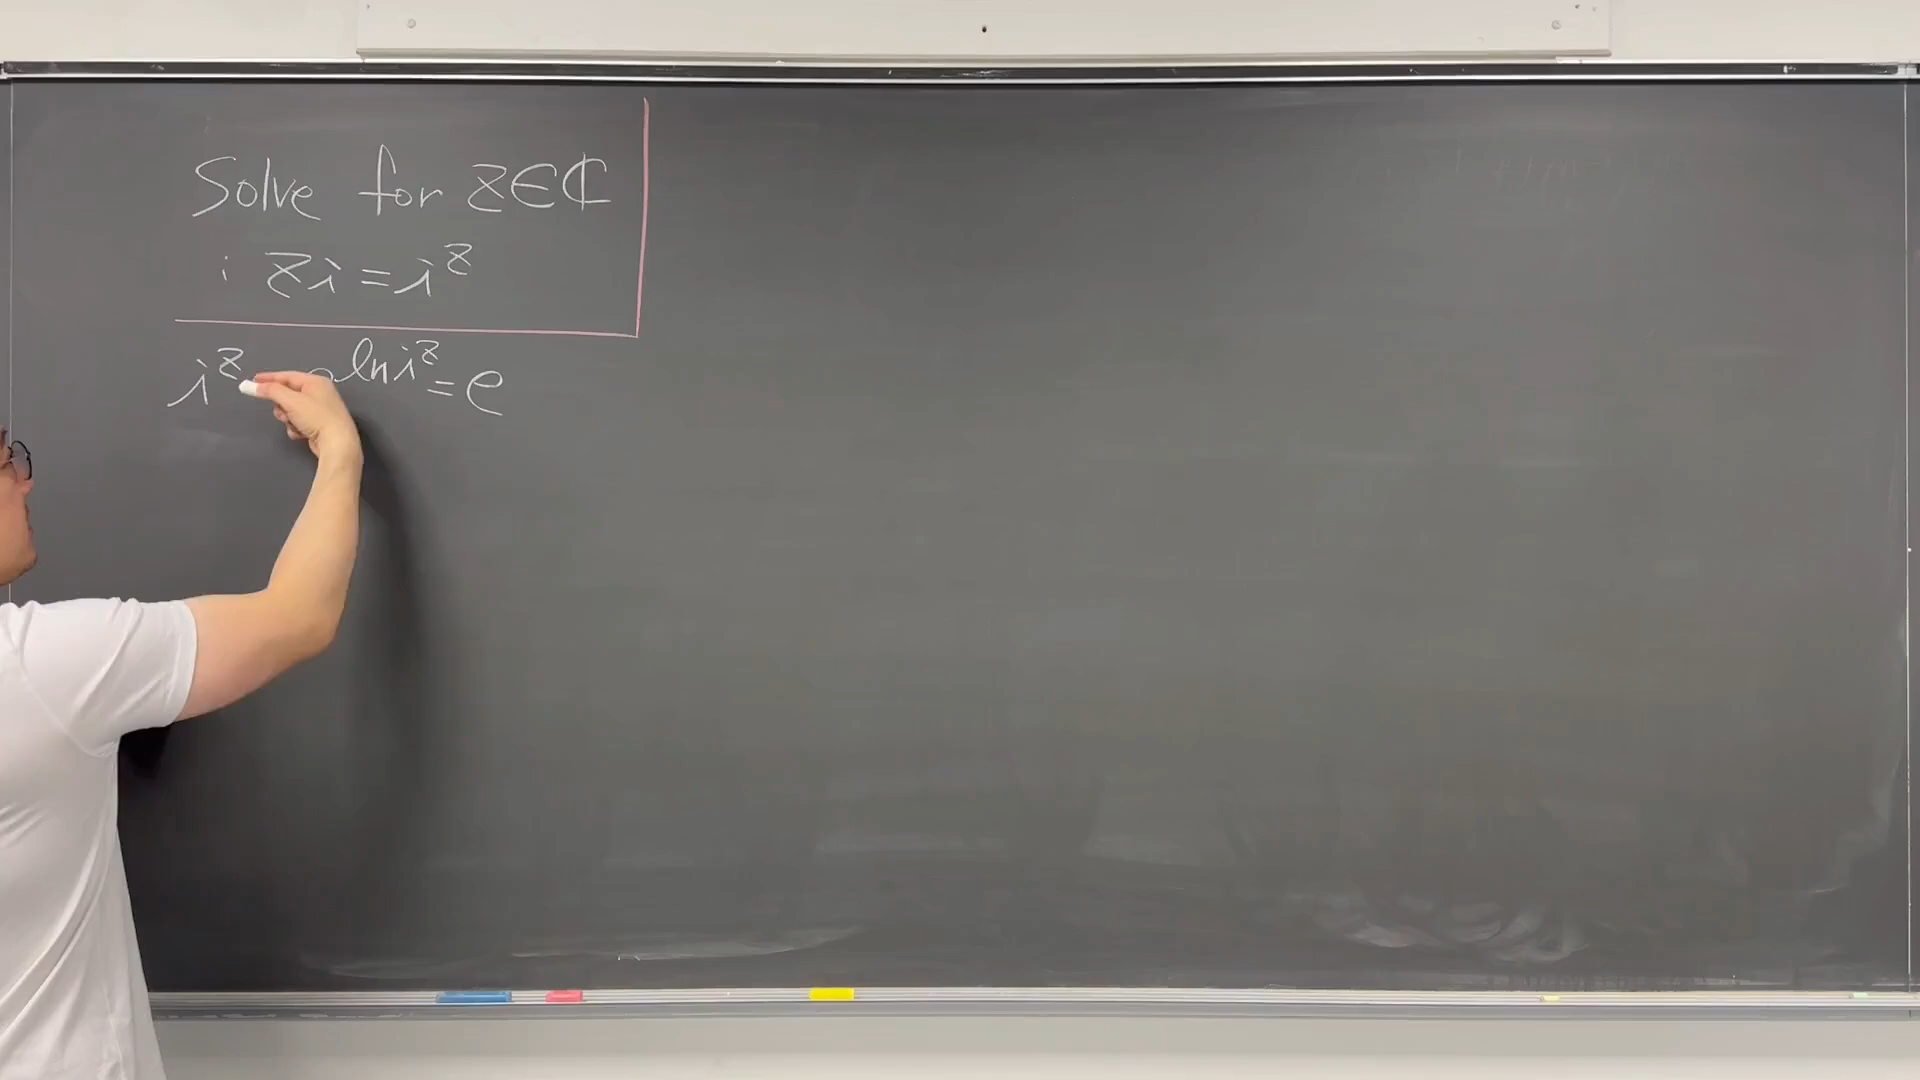 Solve for z∈ℂ
: zi = i^z
i^z e^{ln i^z} = e